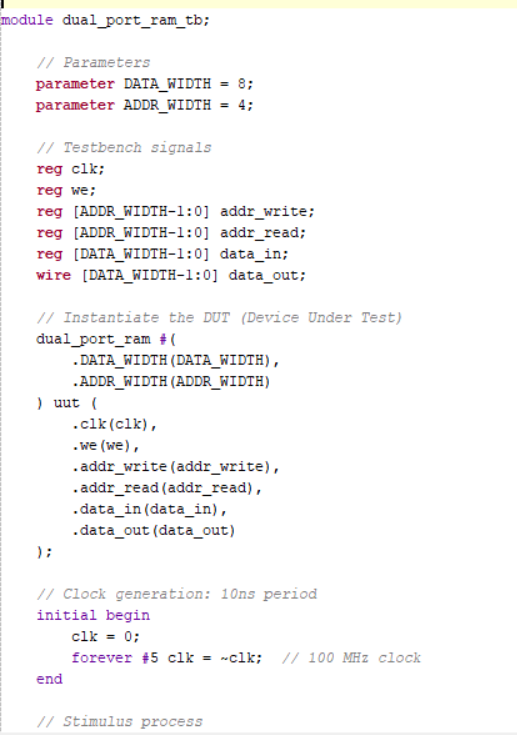 module dual_port_ram_tb;
// Parameters
parameter DATA_WIDTH = 8;
parameter ADDR_WIDTH = 4;
// Testbench signals
reg clk;
reg we;
reg [ADDR_WIDTH-1:0] addr_write;
reg [ADDR_WIDTH-1:0] addr_read;
reg [DATA_WIDTH-1:0] data_in;
wire [DATA_WIDTH-1:0] data_out;
// Instantiate the DUT (Device Under Test)
dual_port_ram #(
.DATA_WIDTH(DATA_WIDTH),
.ADDR_WIDTH(ADDR_WIDTH)
) uut (
.clk(clk),
.we(we),
.addr_write(addr_write),
.addr_read(addr_read),
.data_in(data_in),
.data_out(data_out)
);
// Clock generation: 10ns period
initial begin
clk = 0;
forever #5 clk = ~clk;  // 100 MHz clock
end
// Stimulus process